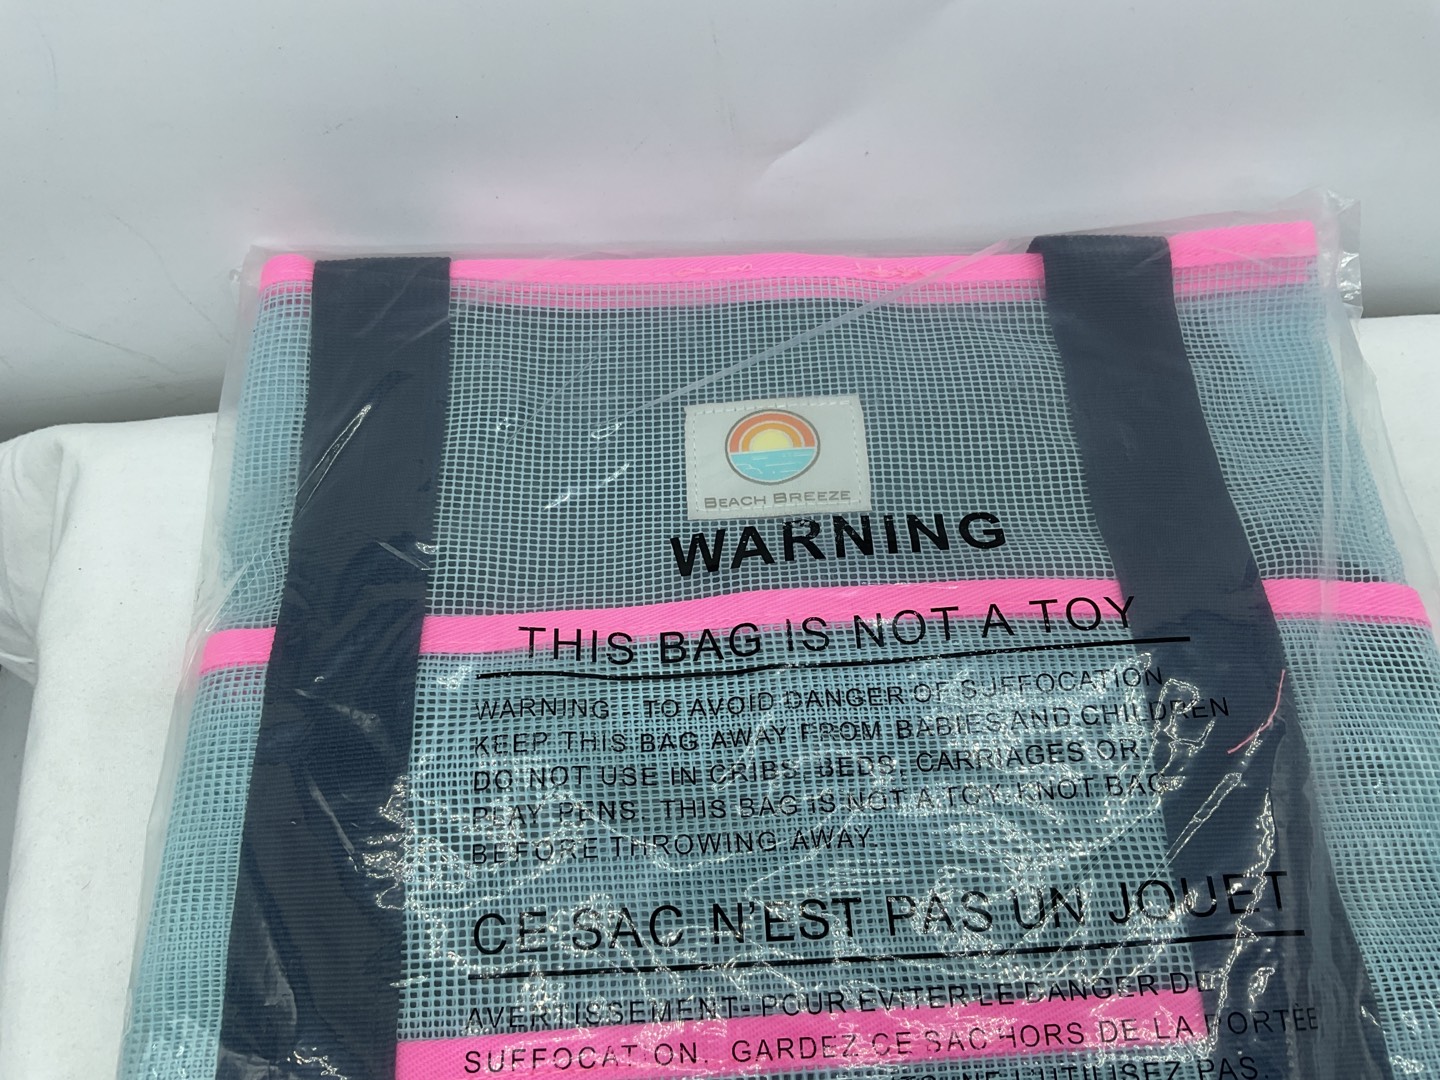 BEACH BREEZE
WARNING
THIS BAG IS NOT A TOY
WARNING - TO AVOID DANGER OF SUFFOCATION
KEEP THIS BAG AWAY FROM BABIES AND CHILDREN
DO NOT USE IN CRIBS, BEDS, CARRIAGES OR
PLAY PENS. THIS BAG IS NOT A TOY. KNOT BAG
BEFORE THROWING AWAY.
CE SAC N'EST PAS UN JOUET
AVERTISSEMENT- POUR EVITER LE DANGER DE
SUFFOCATION. GARDEZ CE SAC HORS DE LA PORTÉE
L'UTILISEZ PAS.